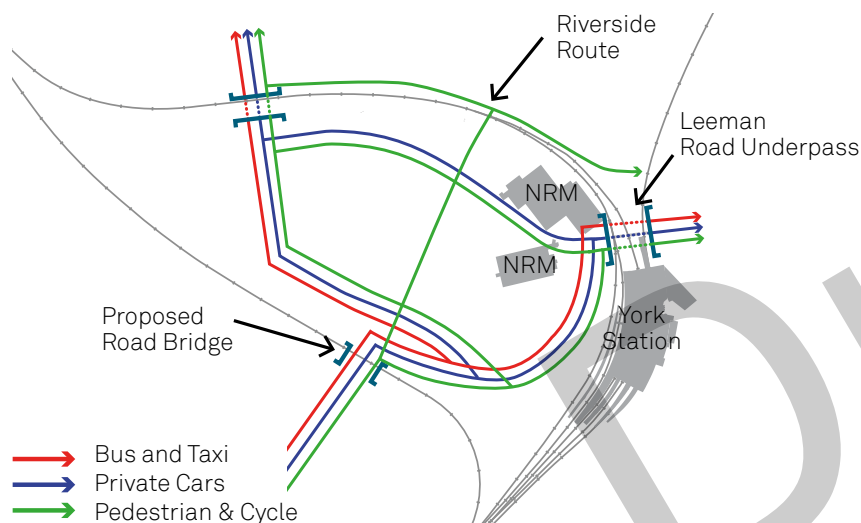 Riverside
Route
Leeman
Road Underpass
NRM
NRM
York
Station
Proposed
Road Bridge
Bus and Taxi
Private Cars
Pedestrian & Cycle